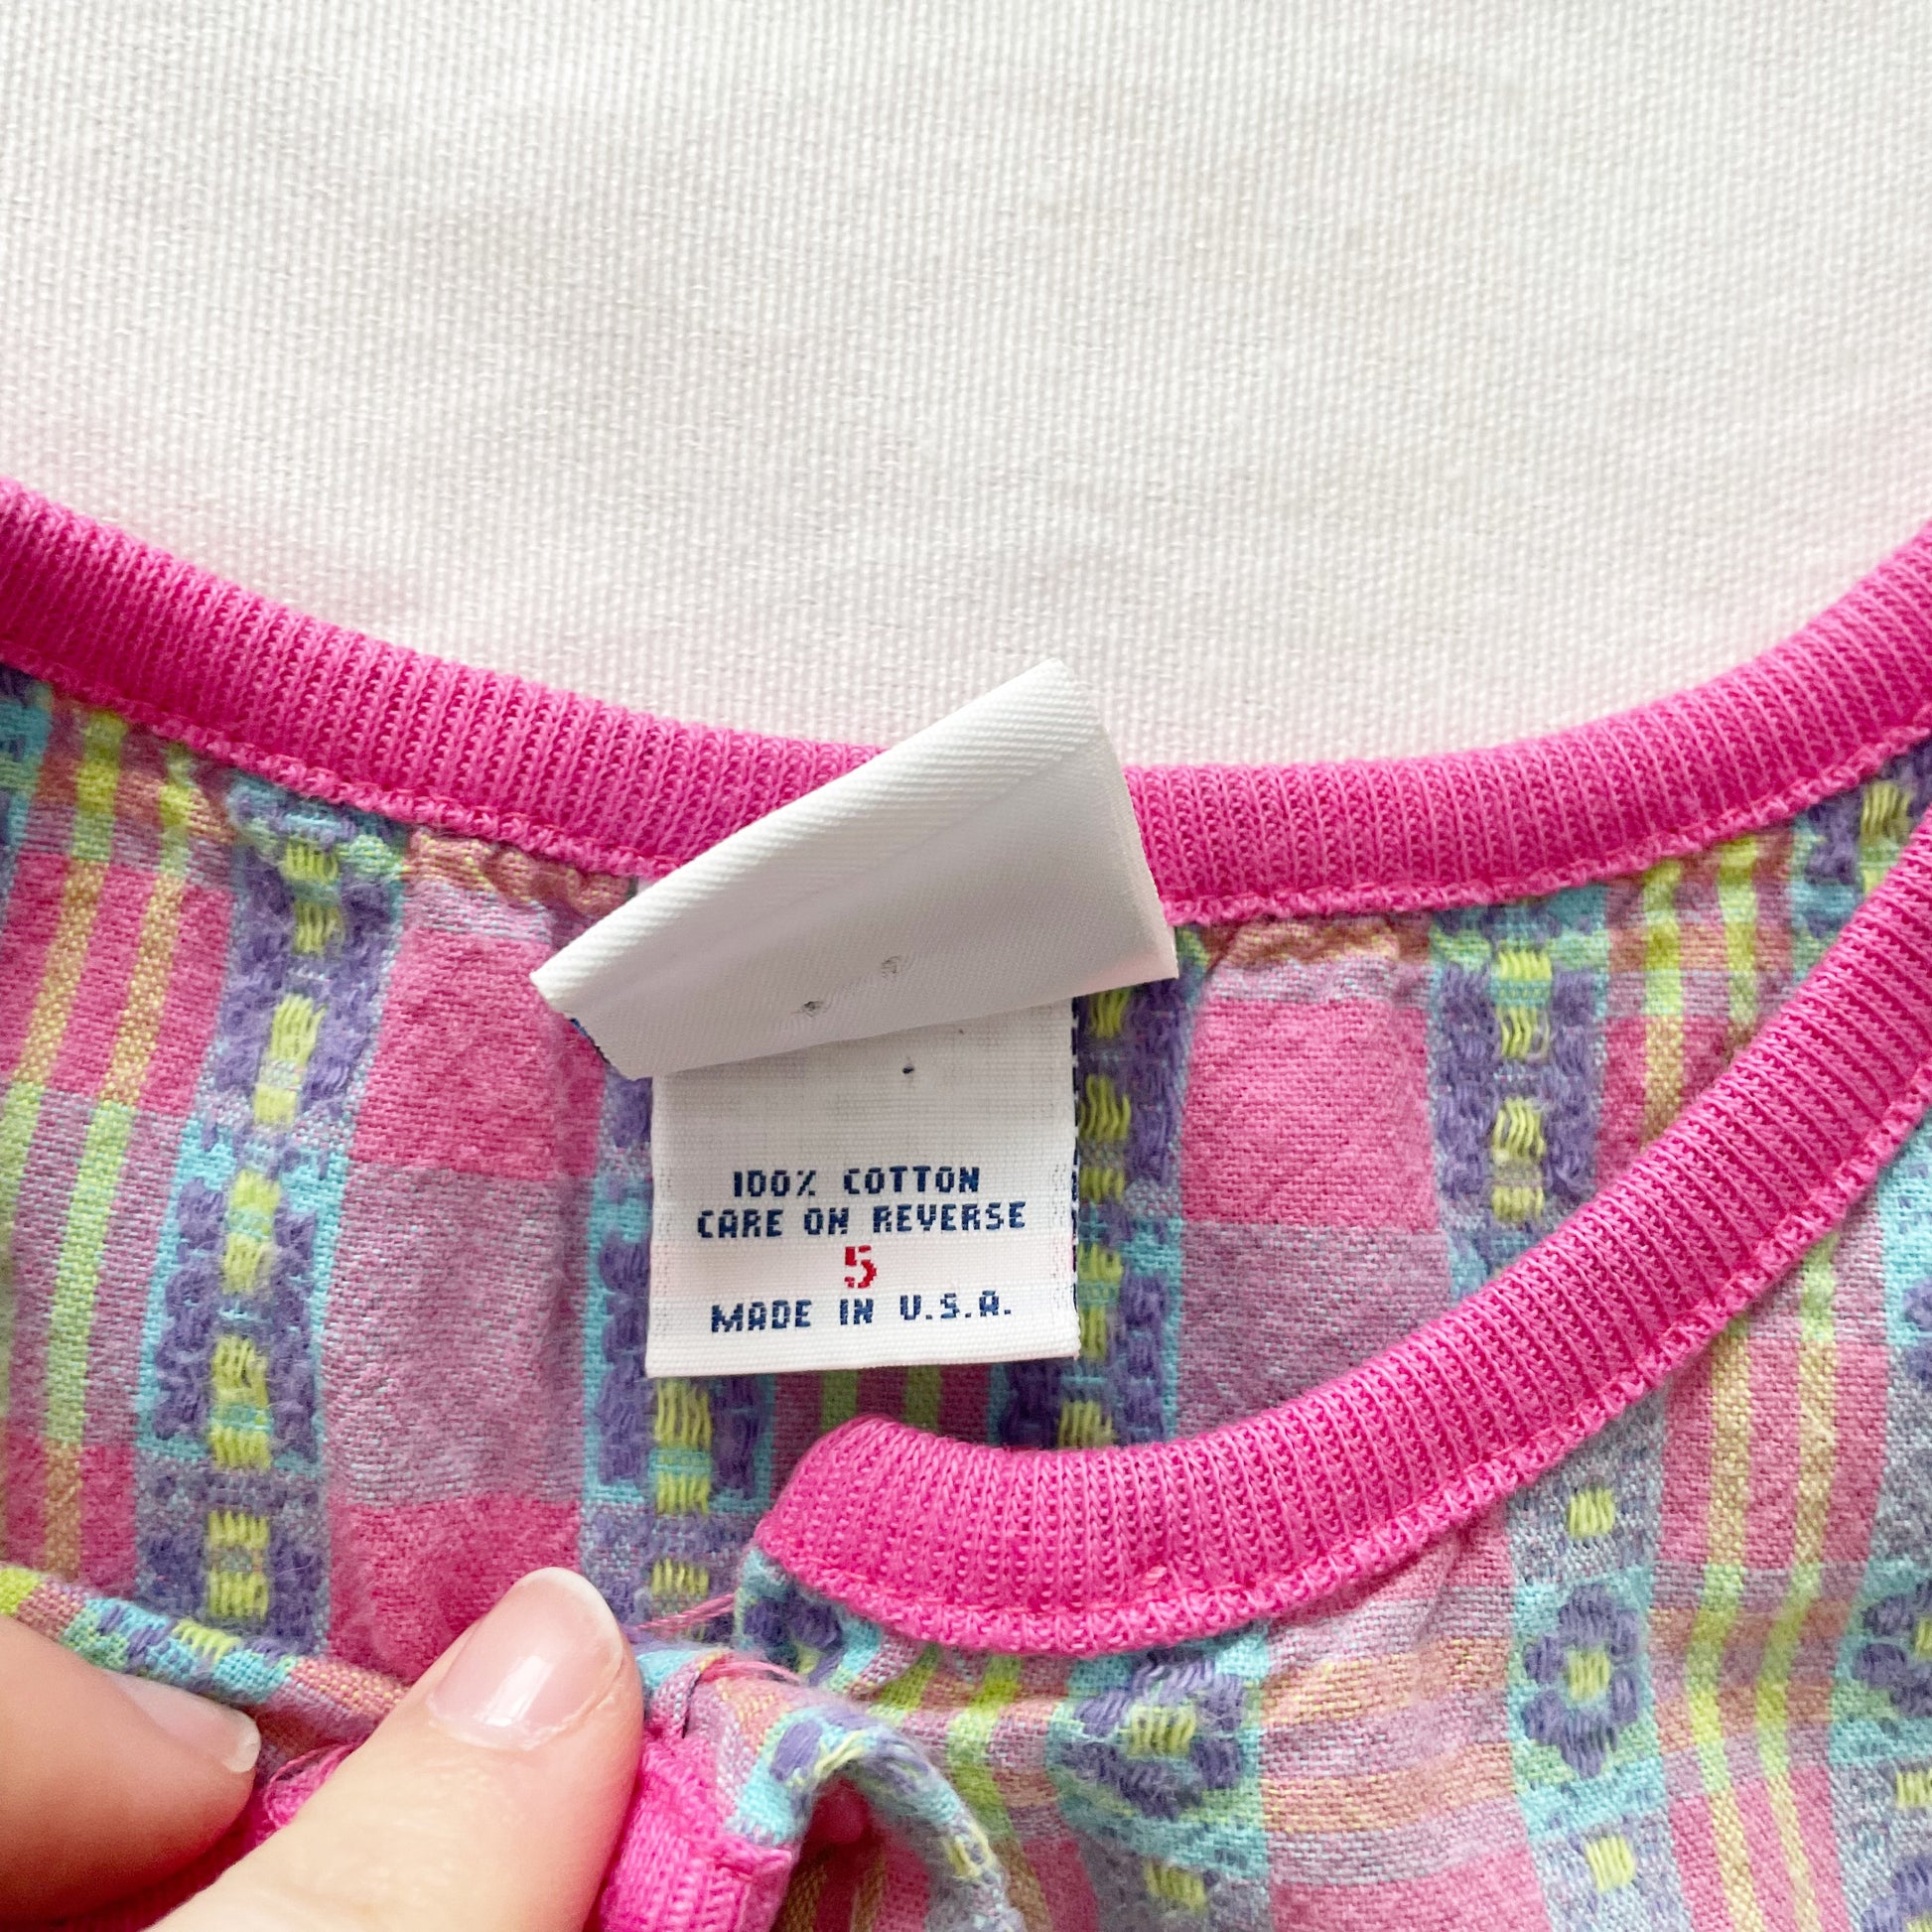 100% COTTON
CARE ON REVERSE
5
MADE IN U.S.A.